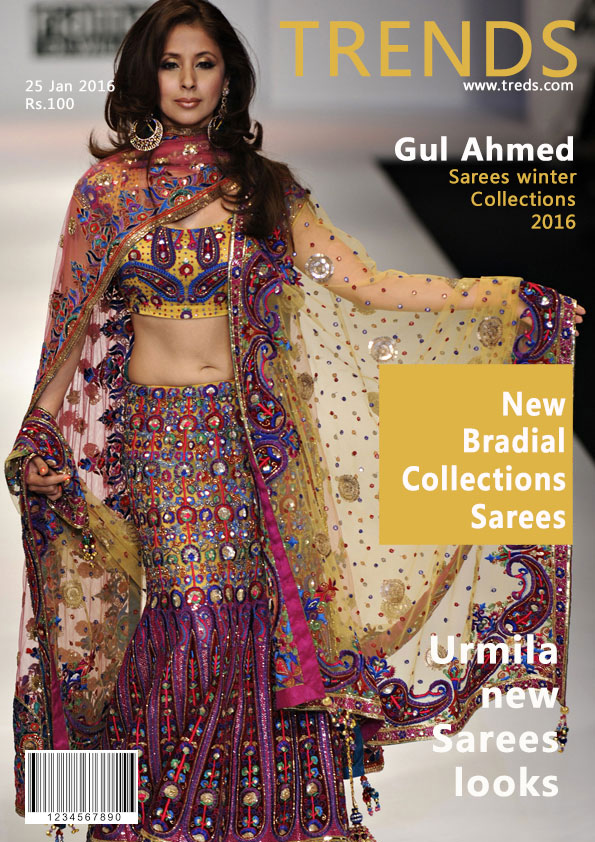 TRENDS
www.treds.com
25 Jan 2016
Rs.100
Gul Ahmed
Sarees winter
Collections
2016
New
Bradial
Collections
Sarees
Urmila
new
Sarees
looks
1234567890